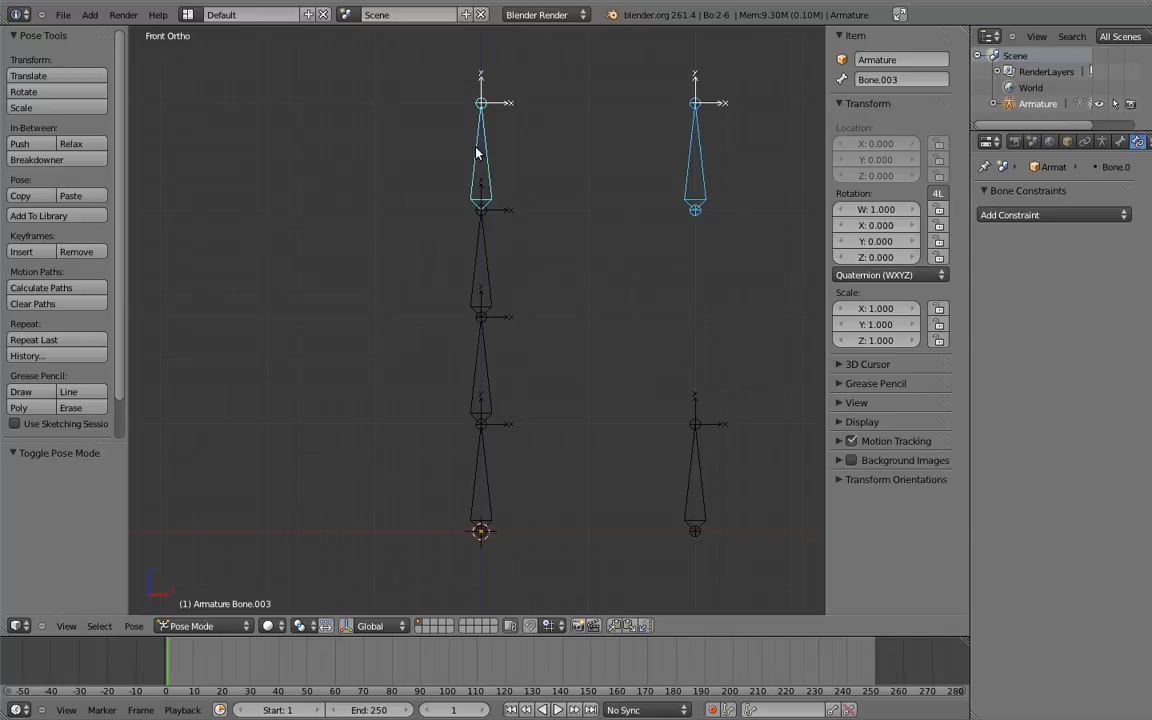 File Add Render Help Default Scene Blender Render blender.org 261.4 | Bo:2-6 | Mem:9.30M (0.10M) | Armature
Pose Tools
Transform:
Translate
Rotate
Scale
In-Between:
Push Relax
Breakdowner
Pose:
Copy Paste
Add To Library
Keyframes:
Insert Remove
Motion Paths:
Calculate Paths
Clear Paths
Repeat:
Repeat Last
History...
Grease Pencil:
Draw Line
Poly Erase
Use Sketching Sessio
Toggle Pose Mode
Front Ortho
Y Y
X X
Y
X
Y
X
Y Y
X X
(1) Armature Bone.003
Item
Armature
Bone.003
Transform
Location:
X: 0.000
Y: 0.000
Z: 0.000
Rotation: 4L
W: 1.000
X: 0.000
Y: 0.000
Z: 0.000
Quaternion (WXYZ)
Scale:
X: 1.000
Y: 1.000
Z: 1.000
3D Cursor
Grease Pencil
View
Display
Motion Tracking
Background Images
Transform Orientations
View Search All Scenes
Scene
RenderLayers
World
Armature
Armat Bone.0
Bone Constraints
Add Constraint
View Select Pose Pose Mode Global
-50 -40 -30 -20 -10 0 10 20 30 40 50 60 70 80 90 100 110 120 130 140 150 160 170 180 190 200 210 220 230 240 250 260 270 280
View Marker Frame Playback Start: 1 End: 250 1 No Sync